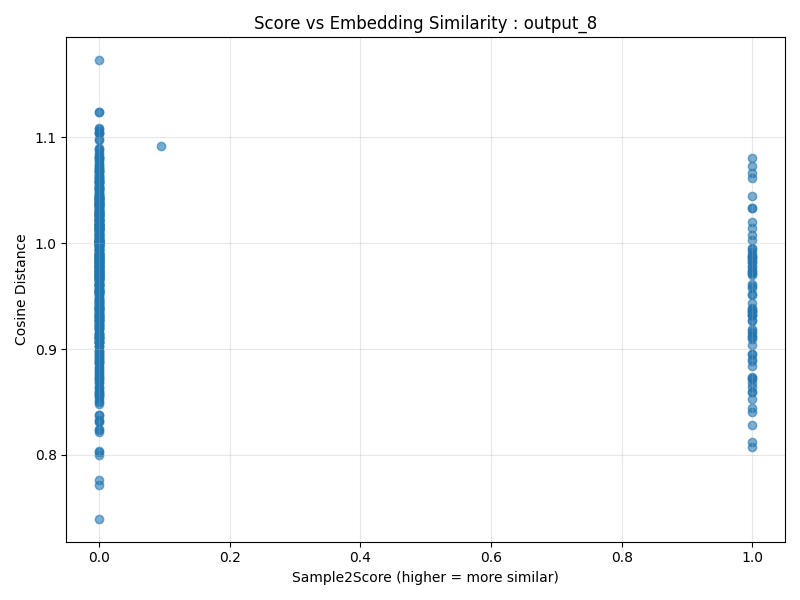 Score vs Embedding Similarity : output_8
Cosine Distance
1.1
1.0
0.9
0.8
0.0 0.2 0.4 0.6 0.8 1.0
Sample2Score (higher = more similar)